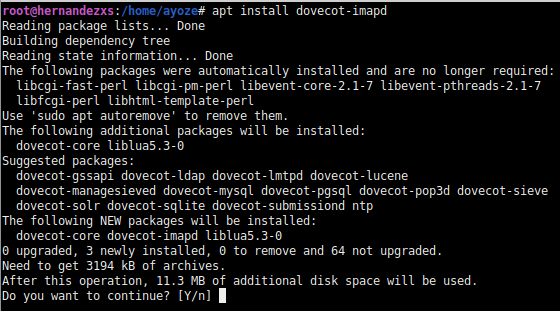 root@hernandezxs:/home/ayoze# apt install dovecot-imapd
Reading package lists... Done
Building dependency tree
Reading state information... Done
The following packages were automatically installed and are no longer required:
  libcgi-fast-perl libcgi-pm-perl libevent-core-2.1-7 libevent-pthreads-2.1-7
  libfcgi-perl libhtml-template-perl
Use 'sudo apt autoremove' to remove them.
The following additional packages will be installed:
  dovecot-core liblua5.3-0
Suggested packages:
  dovecot-gssapi dovecot-ldap dovecot-lmtpd dovecot-lucene
  dovecot-managesieved dovecot-mysql dovecot-pgsql dovecot-pop3d dovecot-sieve
  dovecot-solr dovecot-sqlite dovecot-submissiond ntp
The following NEW packages will be installed:
  dovecot-core dovecot-imapd liblua5.3-0
0 upgraded, 3 newly installed, 0 to remove and 64 not upgraded.
Need to get 3194 kB of archives.
After this operation, 11.3 MB of additional disk space will be used.
Do you want to continue? [Y/n]